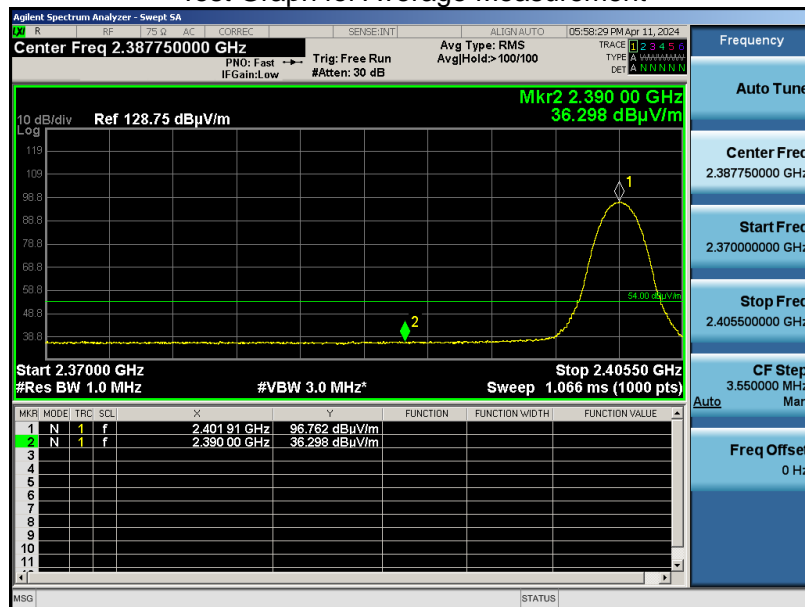 Test Graph for Average Measurement
Agilent Spectrum Analyzer - Swept SA
LXI R RF 75 Ω AC CORREC SENSE:INT ALIGN AUTO 05:58:29 PM Apr 11, 2024
Center Freq 2.387750000 GHz
PNO: Fast
IFGain:Low
Trig: Free Run
#Atten: 30 dB
Avg Type: RMS
Avg|Hold:>100/100
TRACE 1 2 3 4 5 6
TYPE A
DET A N N N N N
Mkr2 2.390 00 GHz
36.298 dBµV/m
10 dB/div Ref 128.75 dBµV/m
Log
119
109
98.8
88.8
78.8
68.8
58.8
48.8
38.8
1
2
54.00 dBµV/m
Start 2.37000 GHz Stop 2.40550 GHz
#Res BW 1.0 MHz #VBW 3.0 MHz* Sweep 1.066 ms (1000 pts)
MKR MODE TRC SCL X Y FUNCTION FUNCTION WIDTH FUNCTION VALUE
1 N 1 f 2.401 91 GHz 96.762 dBµV/m
2 N 1 f 2.390 00 GHz 36.298 dBµV/m
3
4
5
6
7
8
9
10
11
MSG STATUS
Frequency
Auto Tune
Center Freq
2.387750000 GHz
Start Freq
2.370000000 GHz
Stop Freq
2.405500000 GHz
CF Step
3.550000 MHz
Auto Man
Freq Offset
0 Hz